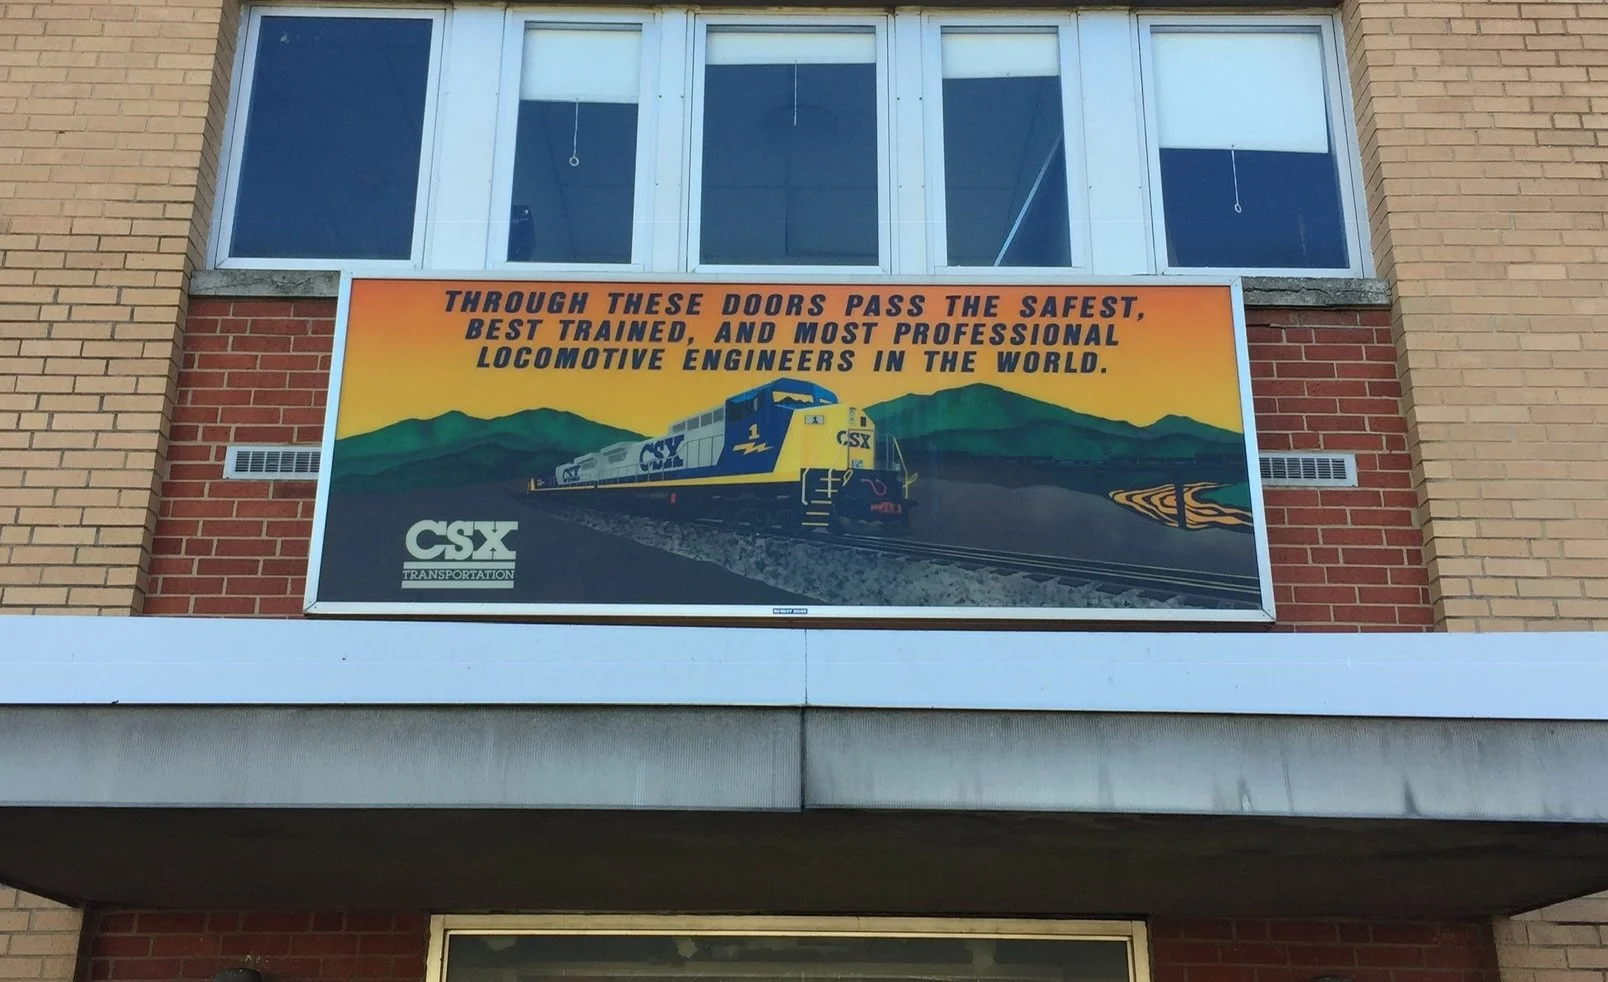 THROUGH THESE DOORS PASS THE SAFEST,
BEST TRAINED, AND MOST PROFESSIONAL
LOCOMOTIVE ENGINEERS IN THE WORLD.
1
1
CSX
CSX
CSX
CSX
TRANSPORTATION